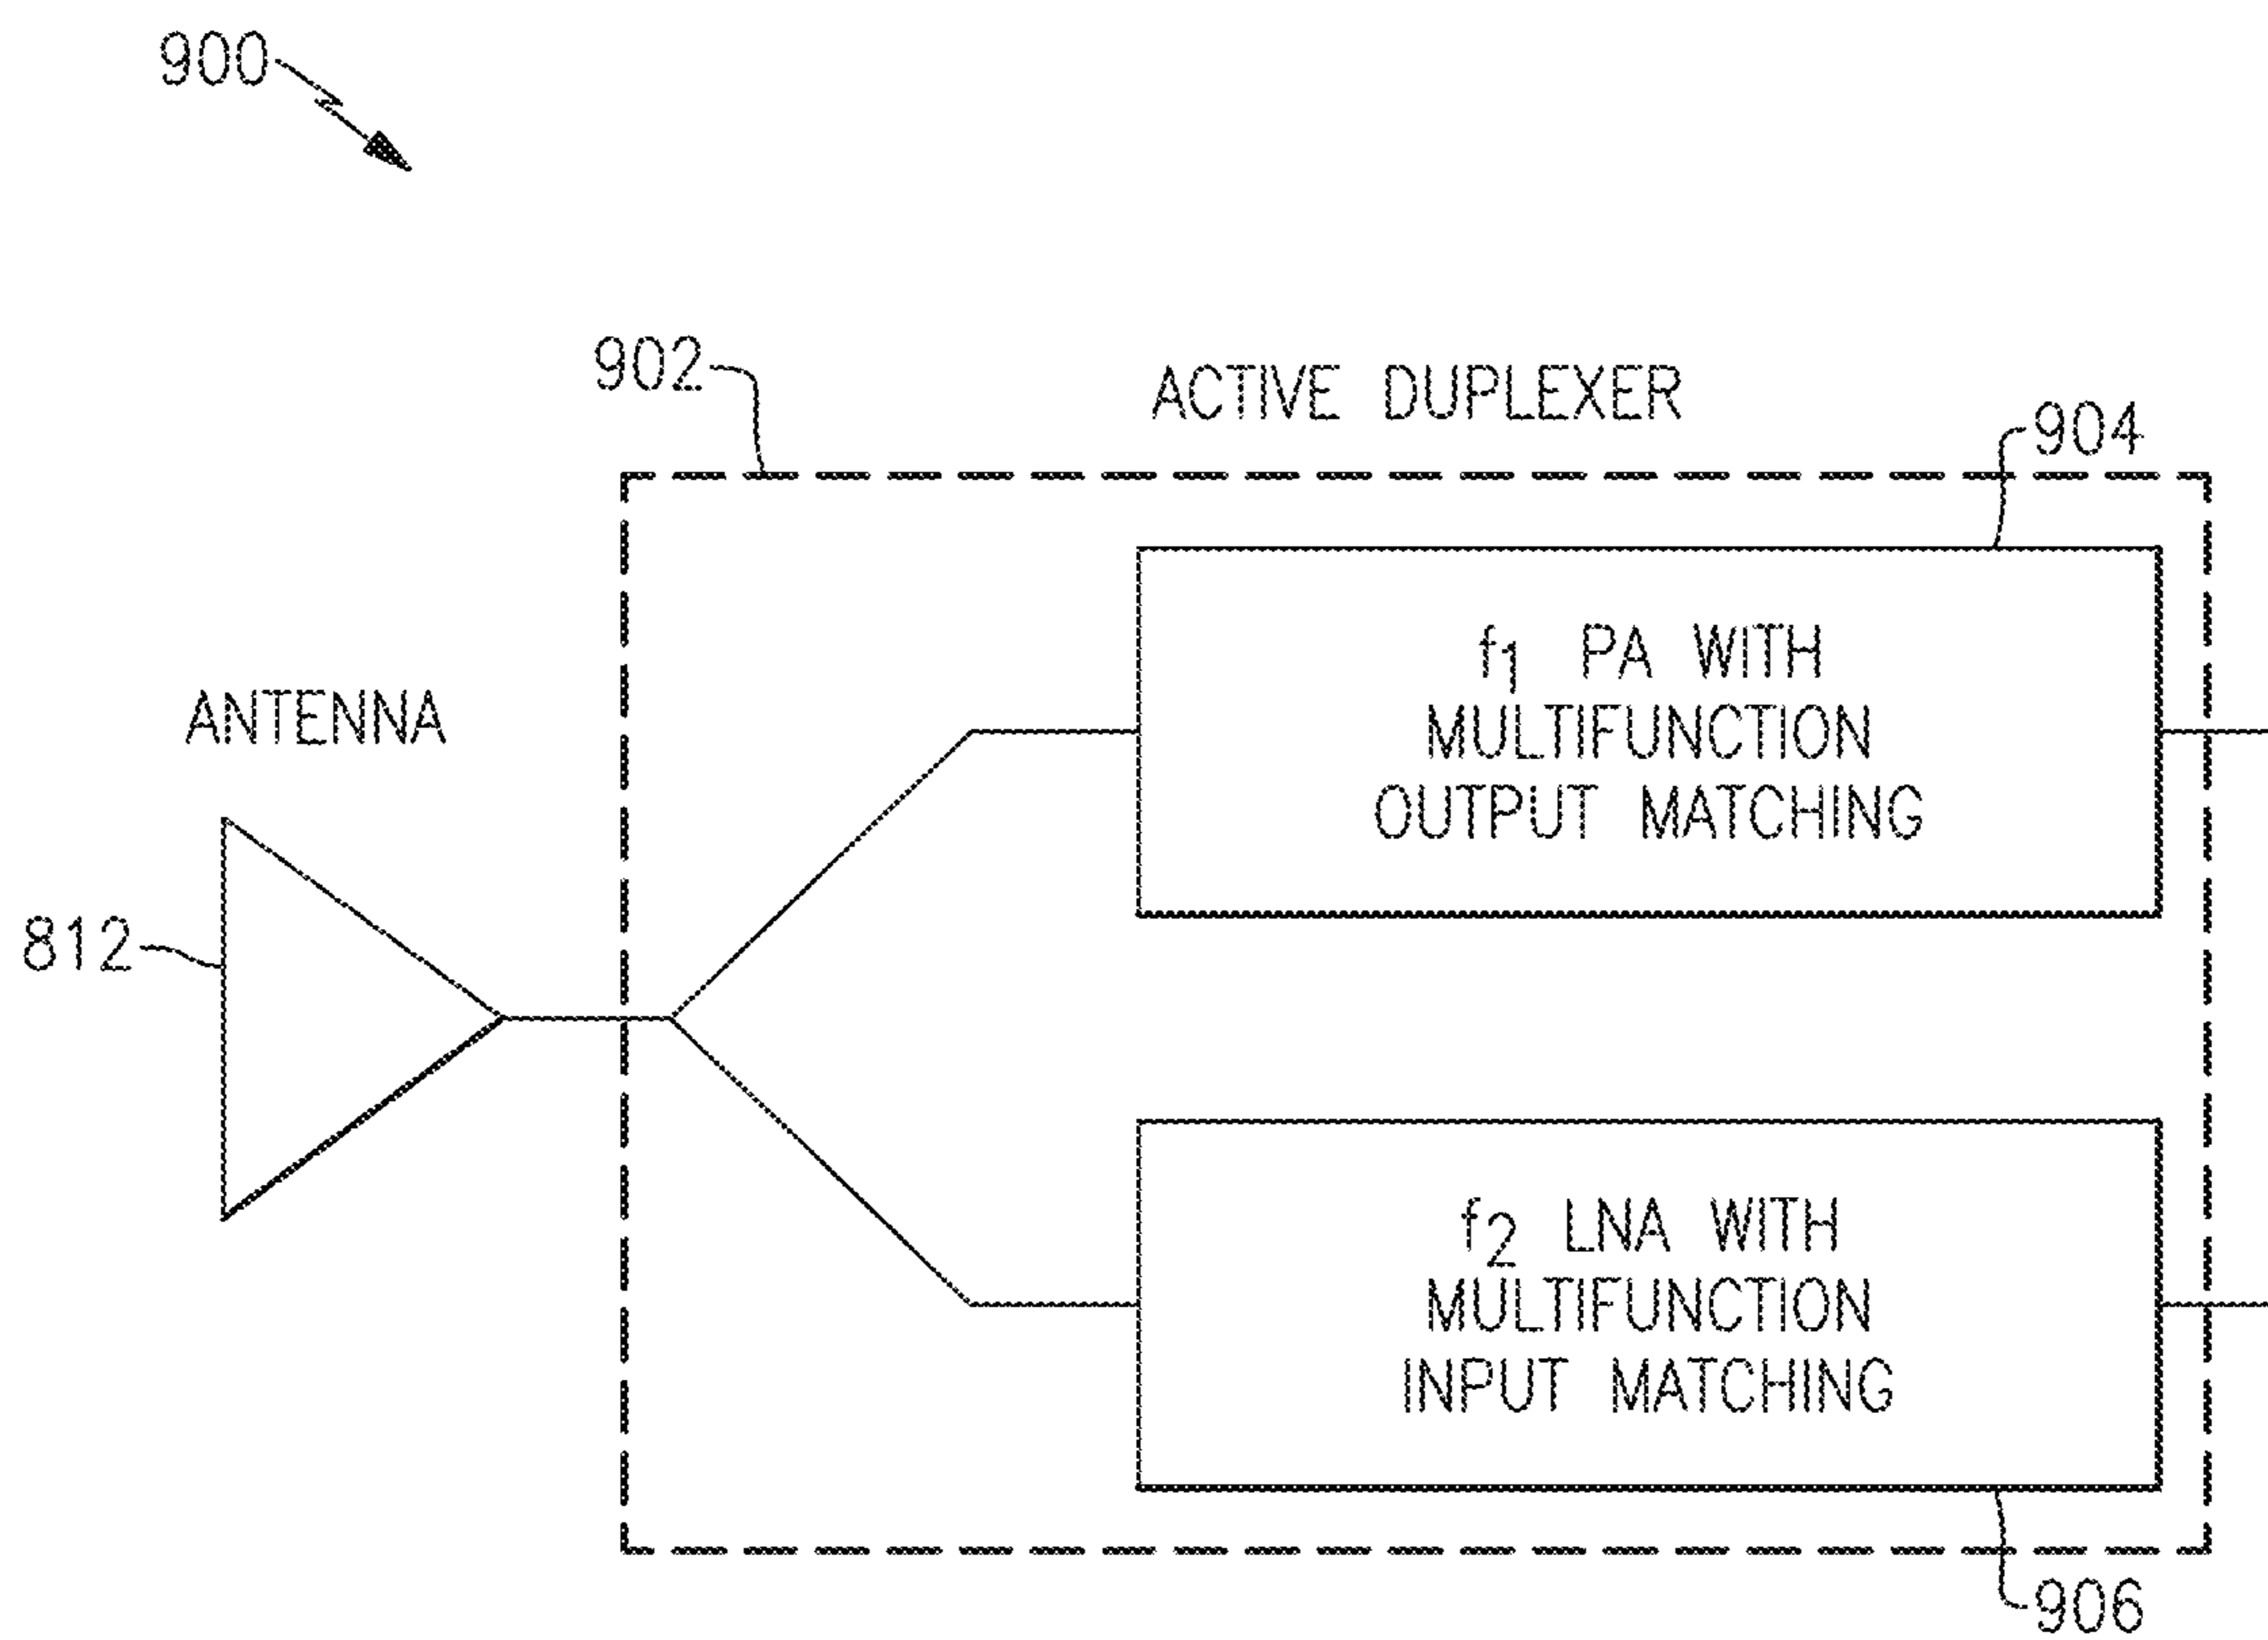 900
902
ACTIVE DUPLEXER
904
f1 PA WITH
MULTIFUNCTION
OUTPUT MATCHING
ANTENNA
812
f2 LNA WITH
MULTIFUNCTION
INPUT MATCHING
906